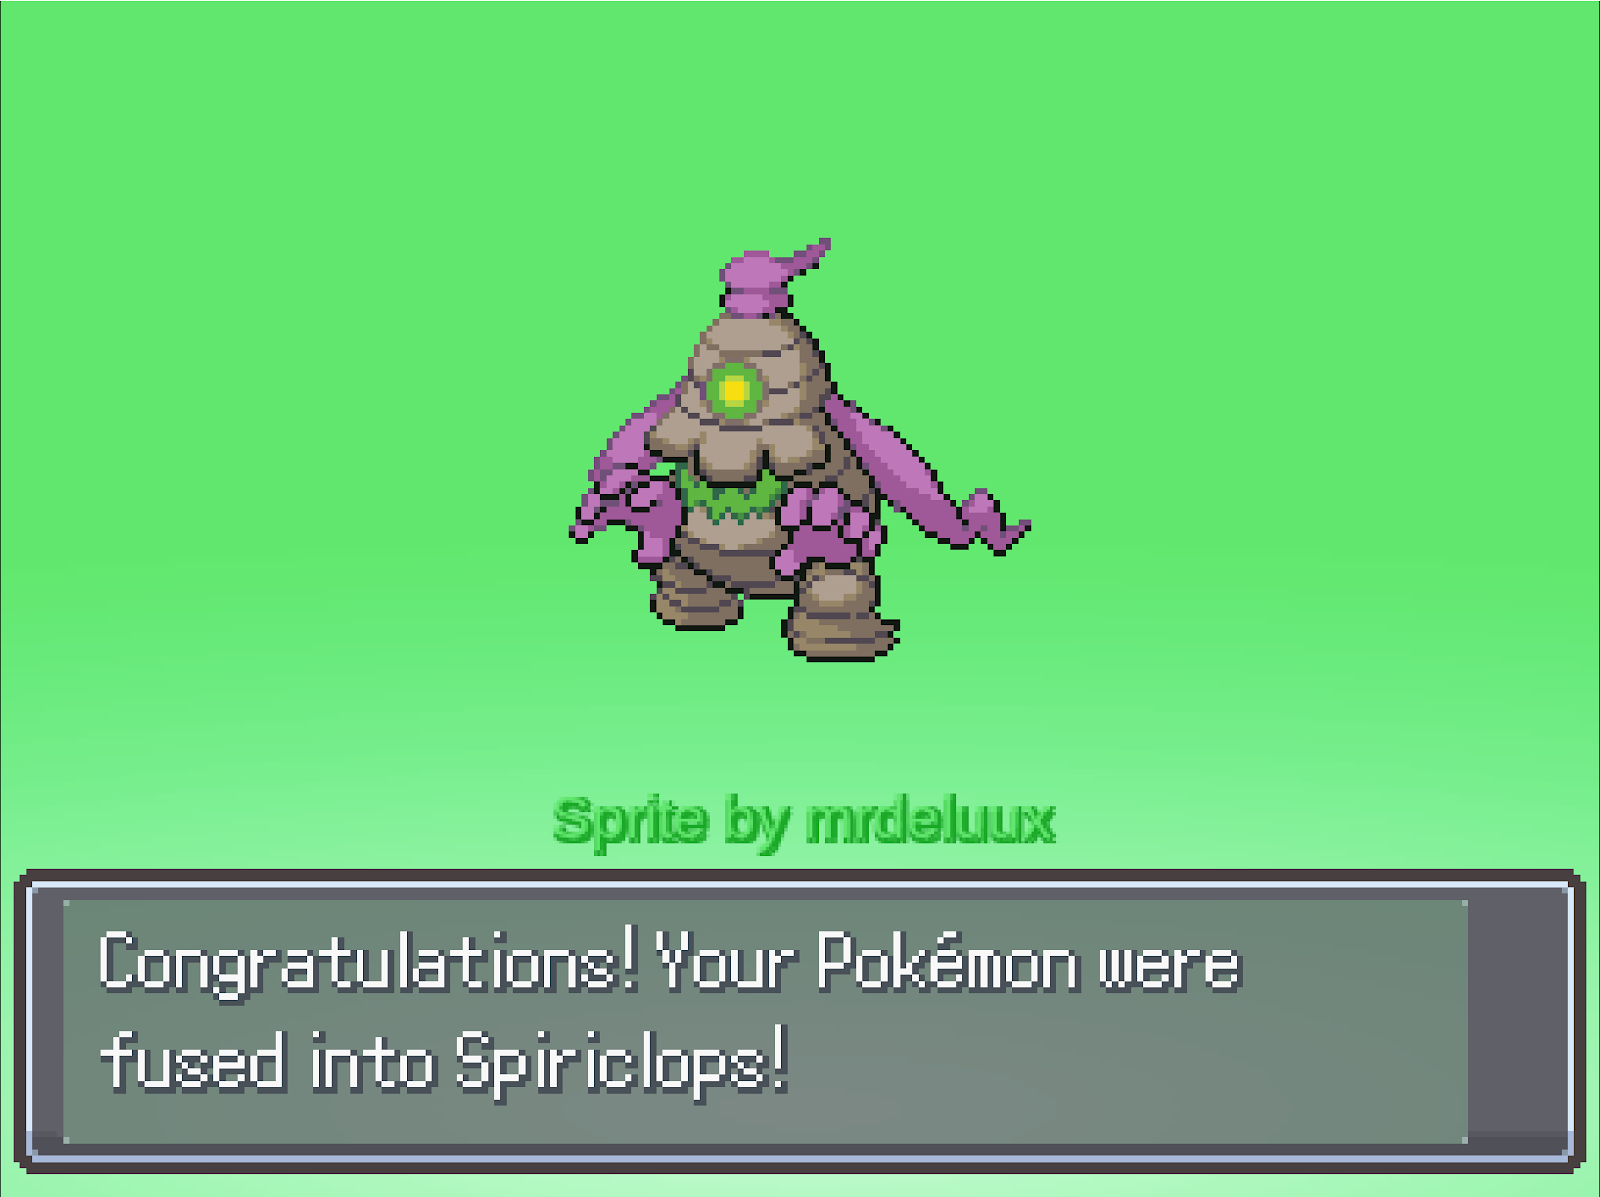 Sprite by mrdeluux
Congratulations! Your Pokémon were
fused into Spiriclops!